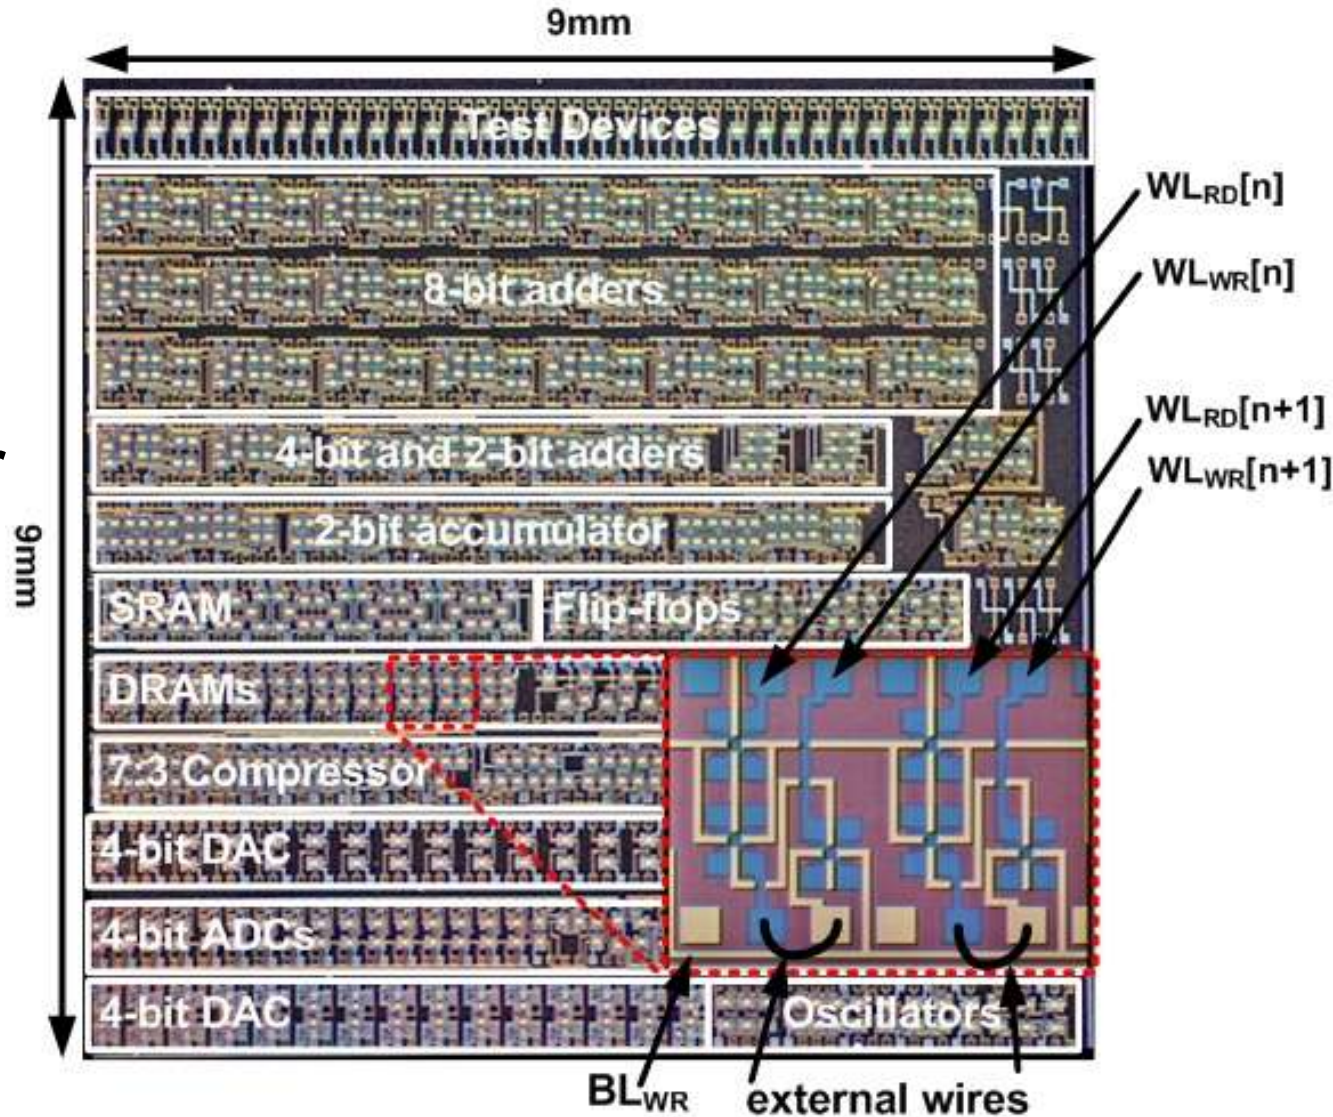 9mm
9mm
Test Devices
8-bit adders
4-bit and 2-bit adders
2-bit accumulator
SRAM
Flip-flops
DRAMs
7:3 Compressor
4-bit DAC
4-bit ADCs
4-bit DAC
Oscillators
WLRD[n]
WLWR[n]
WLRD[n+1]
WLWR[n+1]
BLWR
external wires